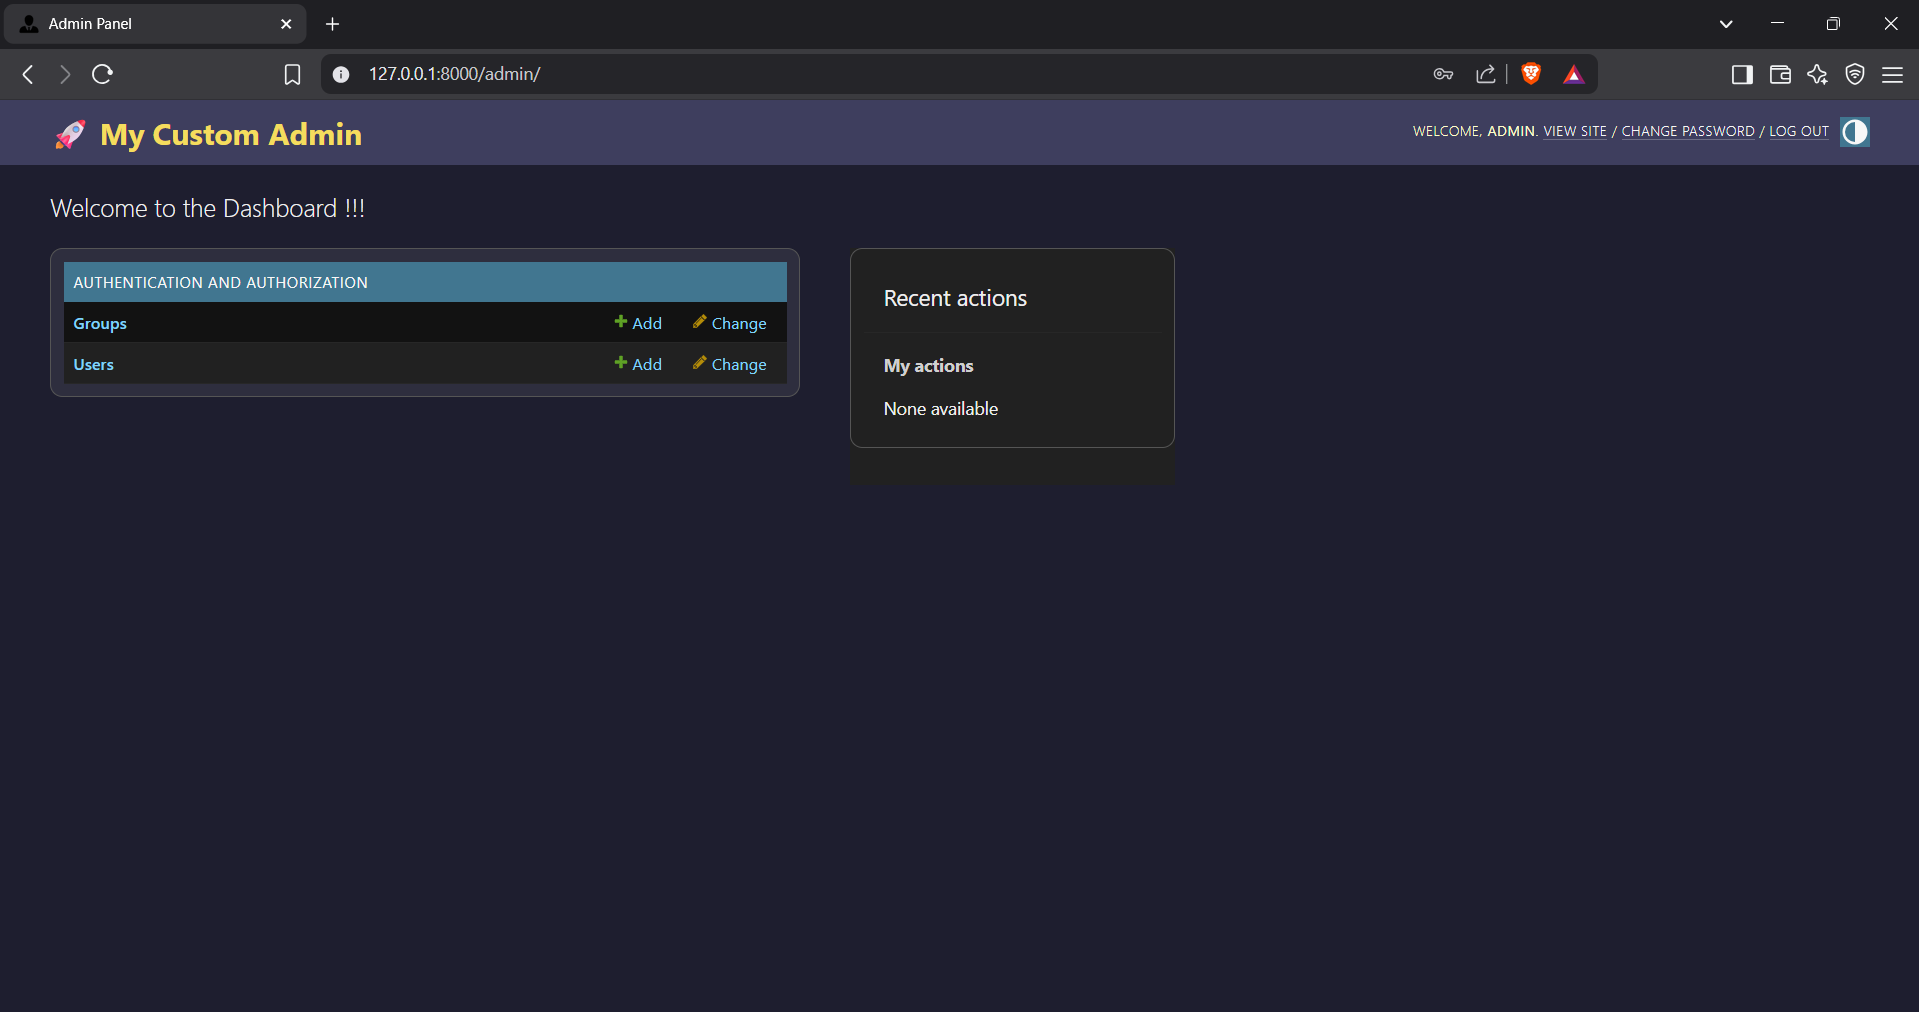 Admin Panel
127.0.0.1:8000/admin/
🚀 My Custom Admin
WELCOME, ADMIN. VIEW SITE / CHANGE PASSWORD / LOG OUT
Welcome to the Dashboard !!!
AUTHENTICATION AND AUTHORIZATION
Groups Add Change
Users Add Change
Recent actions
My actions
None available